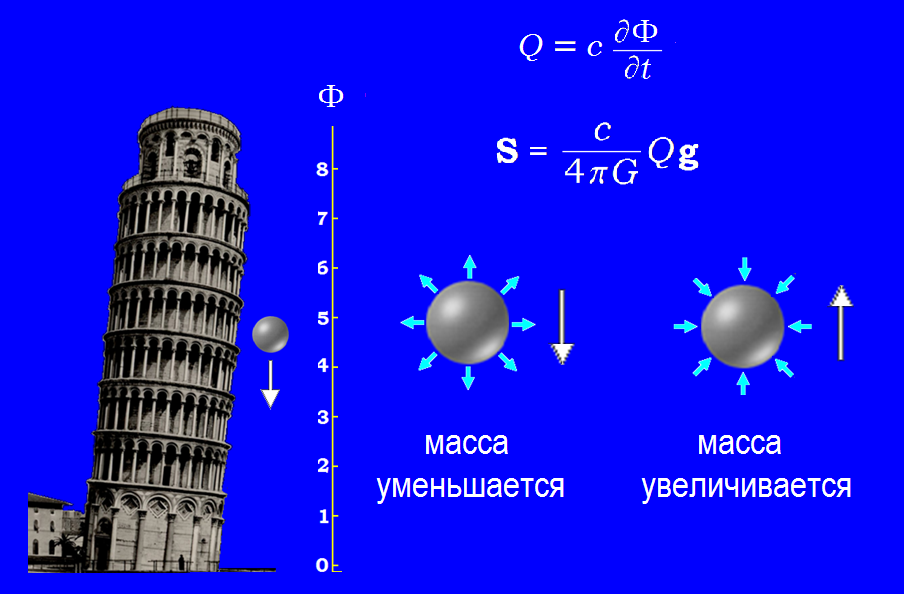 Q = c ∂Φ/∂t
S = c/4πG Qg
Φ
8
7
6
5
4
3
2
1
0
масса
уменьшается
масса
увеличивается